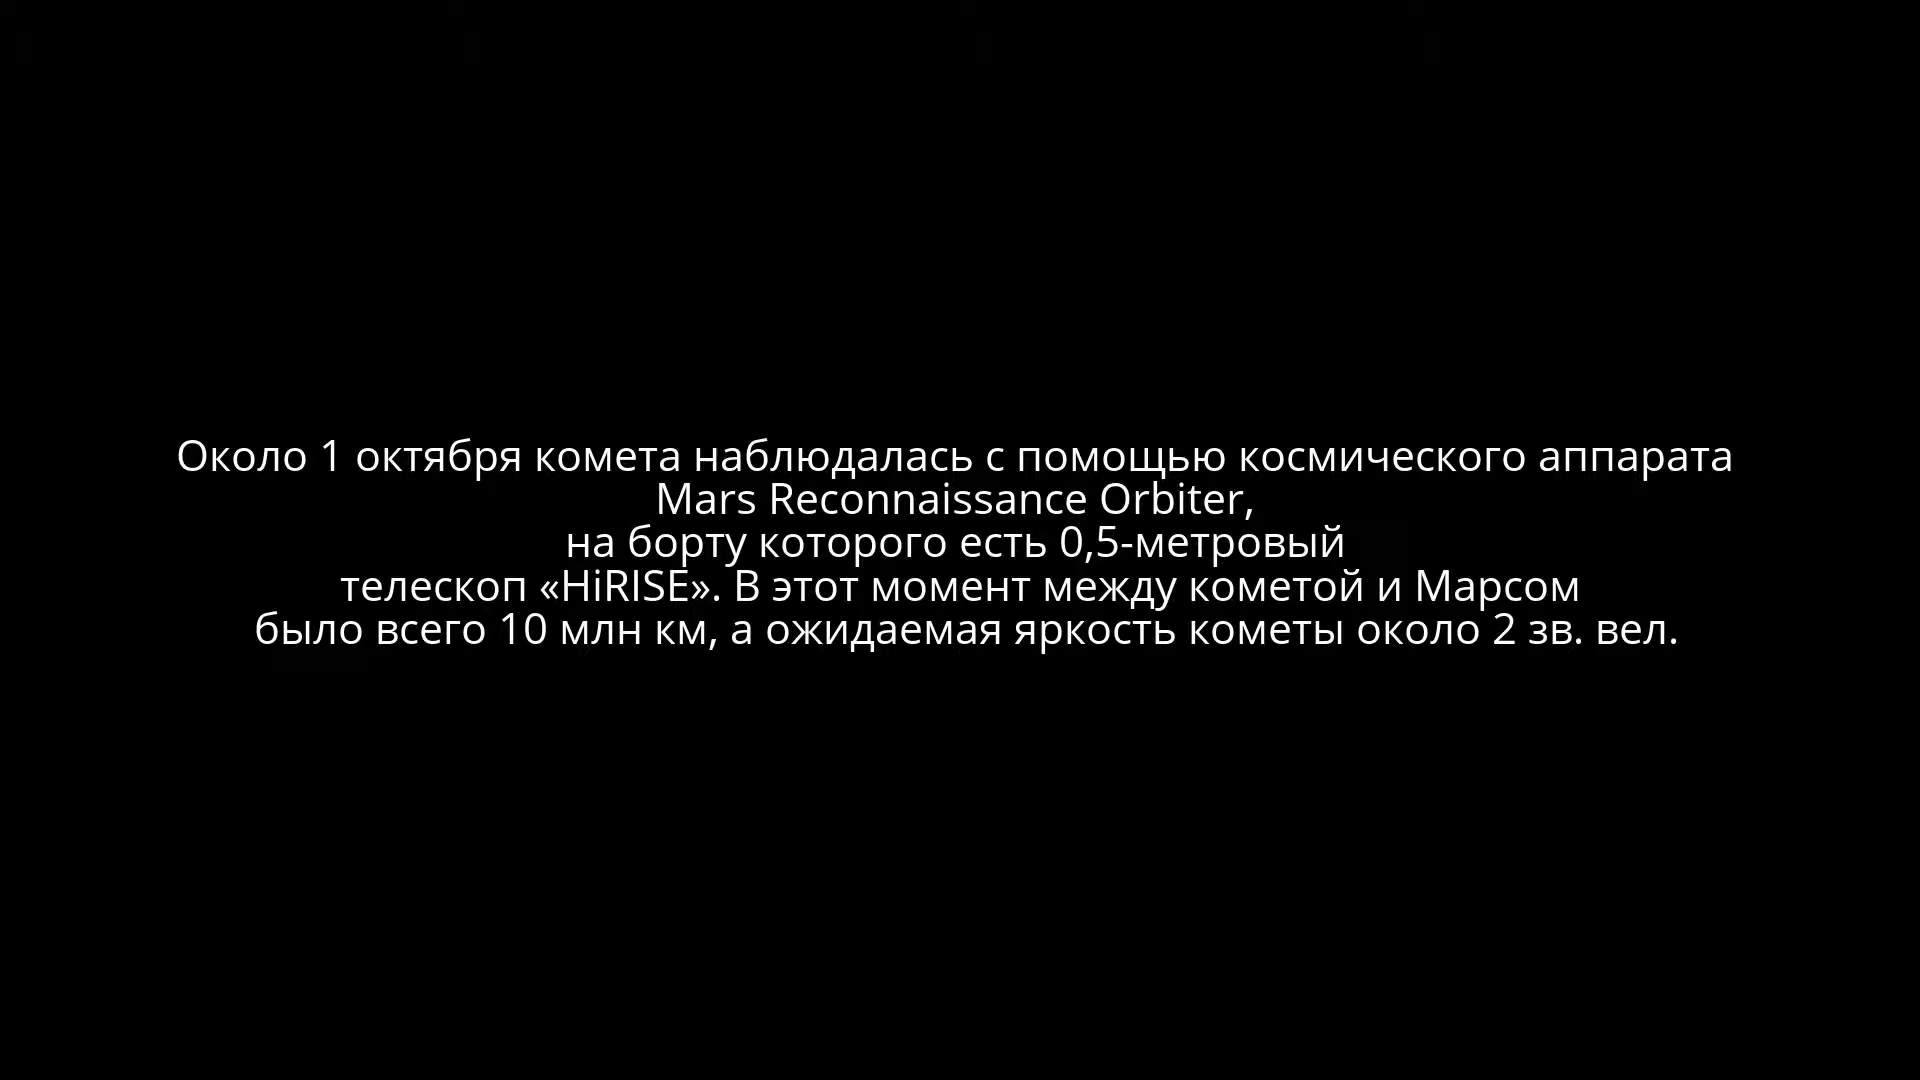 Около 1 октября комета наблюдалась с помощью космического аппарата
Mars Reconnaissance Orbiter,
на борту которого есть 0,5-метровый
телескоп «HiRISE». В этот момент между кометой и Марсом
было всего 10 млн км, а ожидаемая яркость кометы около 2 зв. вел.